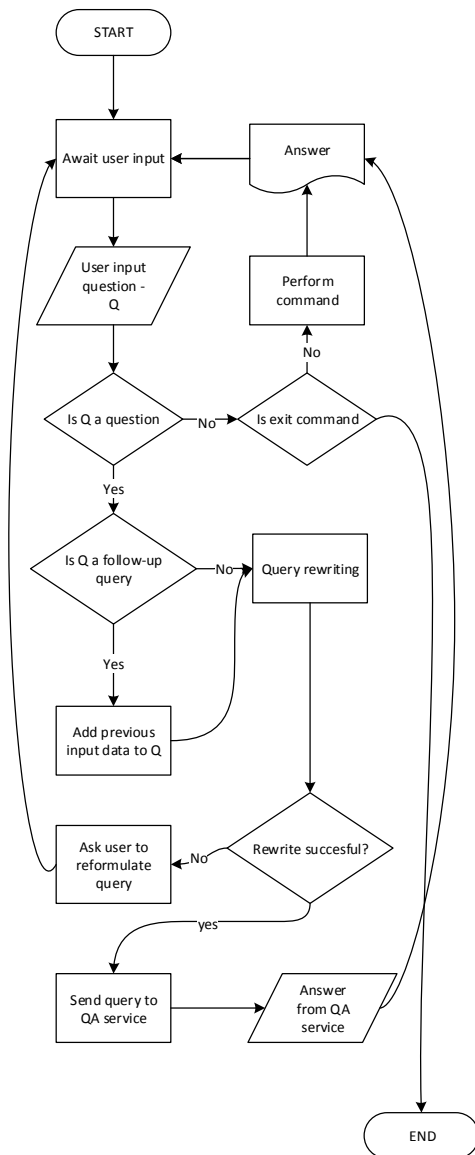 START
Await user input
Answer
User input
question -
Q
Perform
command
No
Is Q a question
No
Is exit command
Yes
Is Q a follow-up
query
No
Query rewriting
Yes
Add previous
input data to Q
Ask user to
reformulate
query
No
Rewrite succesful?
yes
Send query to
QA service
Answer
from QA
service
END